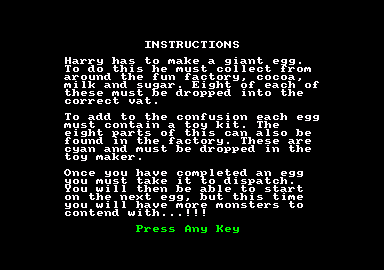 INSTRUCTIONS
Harry has to make a giant egg.
To do this he must collect from
around the fun factory, cocoa,
milk and sugar. Eight of each of
these must be dropped into the
correct vat.
To add to the confusion each egg
must contain a toy kit. The
eight parts of this can also be
found in the factory. These are
cyan and must be dropped in the
toy maker.
Once you have completed an egg
you must take it to dispatch.
You will then be able to start
on the next egg, but this time
you will have more monsters to
contend with...!!!
Press Any Key